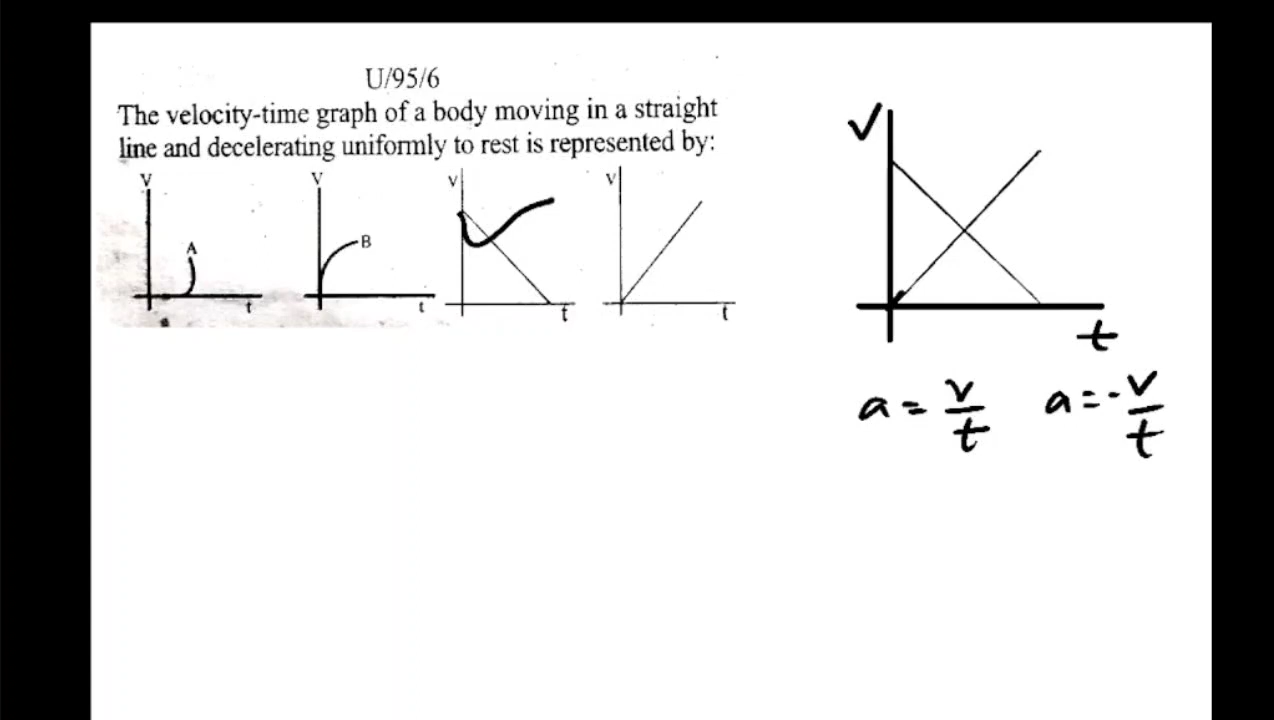 U/95/6
The velocity-time graph of a body moving in a straight
line and decelerating uniformly to rest is represented by:
V
A
t
V
B
t
V
t
V
t
V
t
a = v/t
a = -v/t